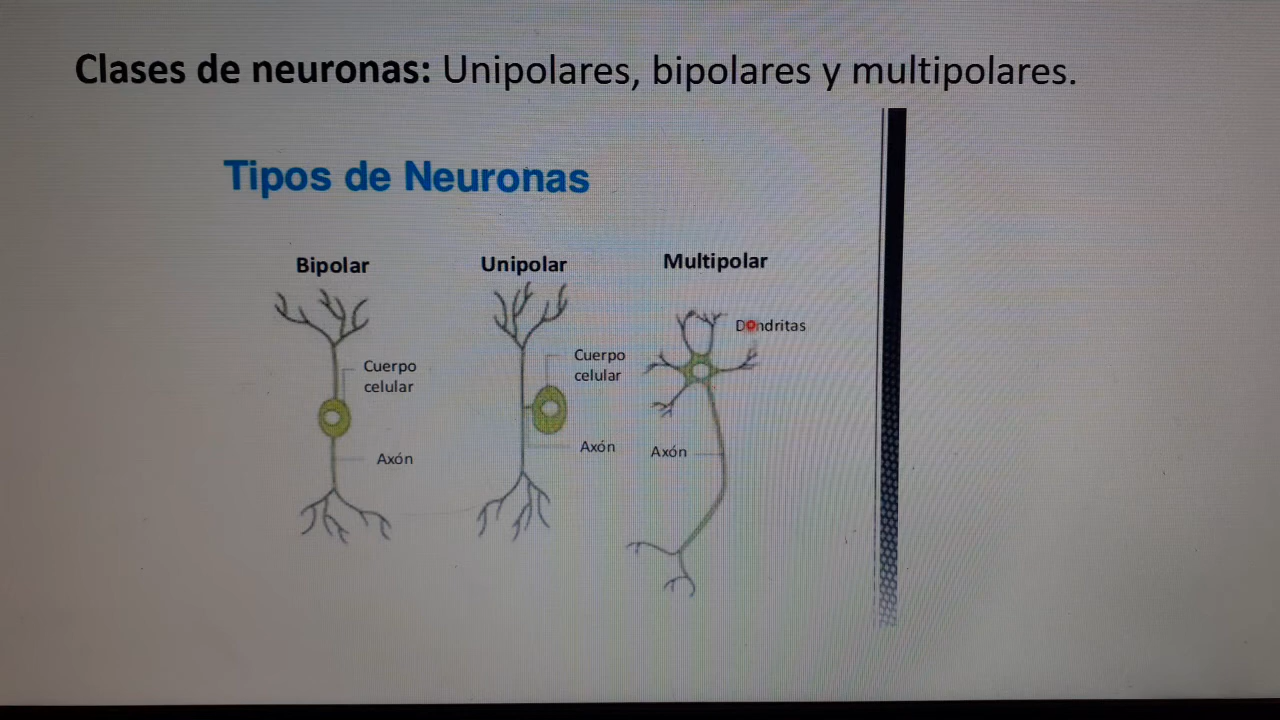 Clases de neuronas: Unipolares, bipolares y multipolares.
Tipos de Neuronas
Bipolar
Unipolar
Multipolar
Cuerpo
celular
Axón
Cuerpo
celular
Axón
Dendritas
Axón